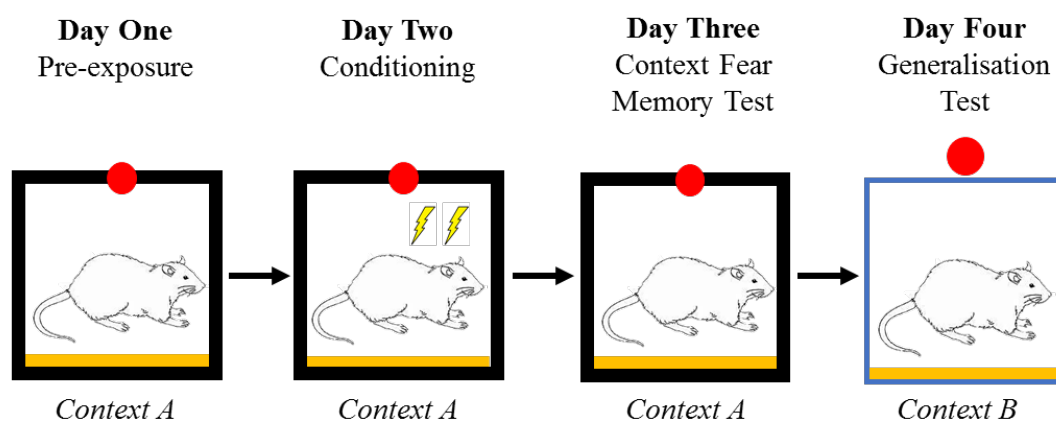 Day One
Pre-exposure
Day Two
Conditioning
Day Three
Context Fear
Memory Test
Day Four
Generalisation
Test
Context A
Context A
Context A
Context B